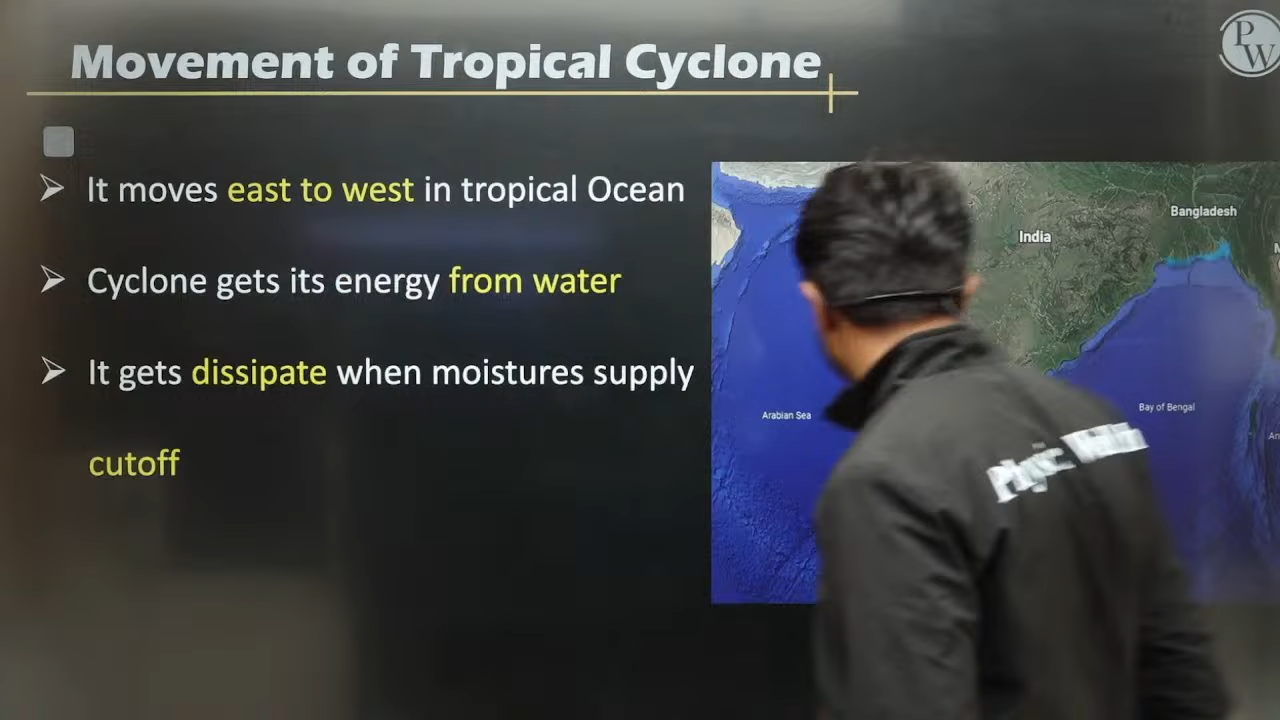 Movement of Tropical Cyclone
PW
It moves east to west in tropical Ocean
Cyclone gets its energy from water
It gets dissipate when moistures supply
cutoff
Bangladesh
India
Arabian Sea
Bay of Bengal